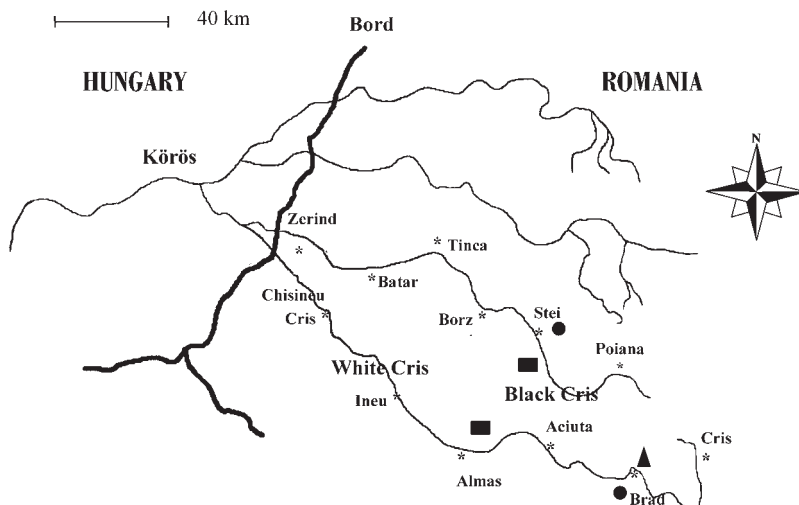 40 km
Bord
HUNGARY
ROMANIA
N
Körös
Zerind
Tinca
Batar
Chisineu
Cris
Borz
Stei
Poiana
White Cris
Black Cris
Ineu
Aciuta
Cris
Almas
Brad